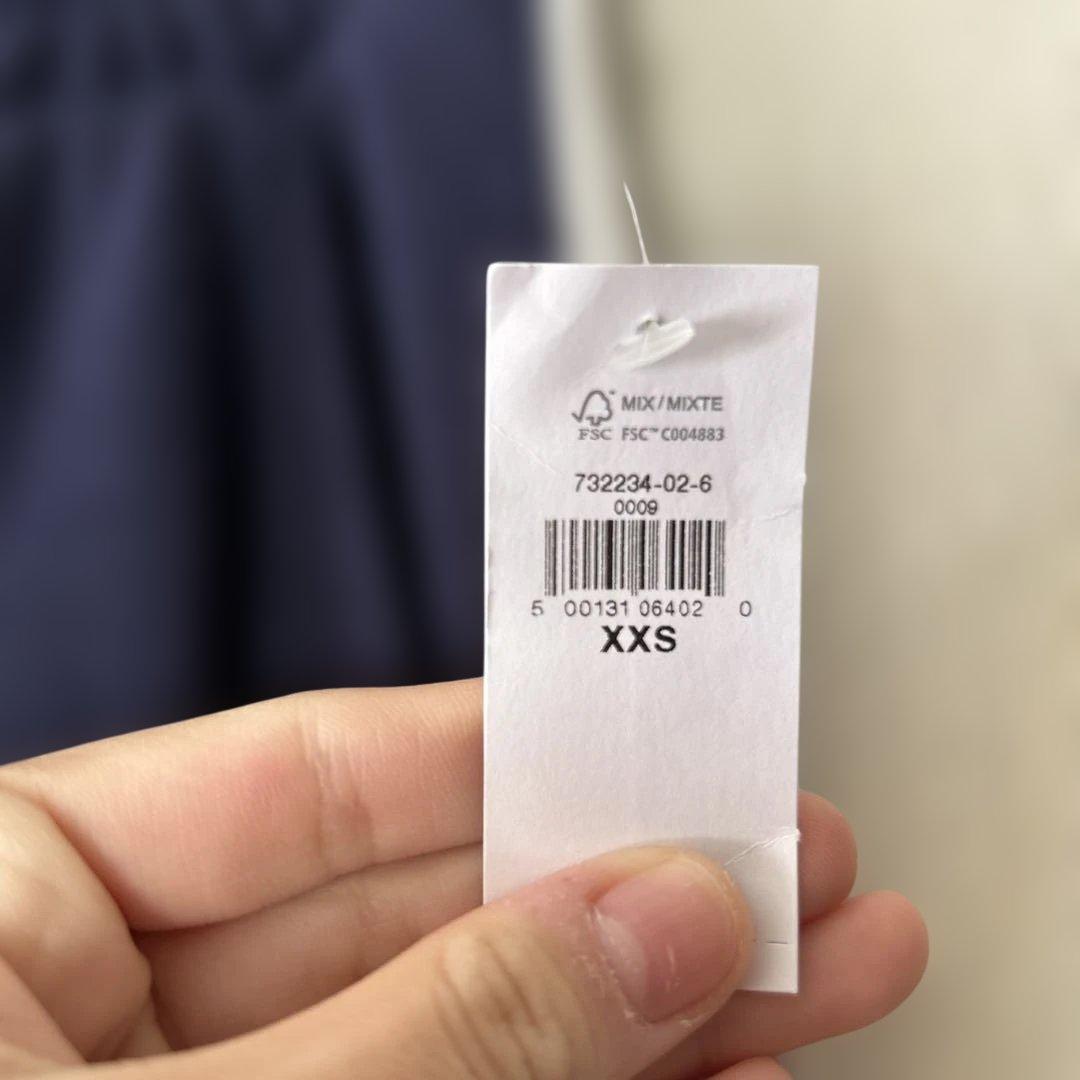 MIX/MIXTE
FSC FSC™ C004883
732234-02-6
0009
5 00131 06402 0
XXS